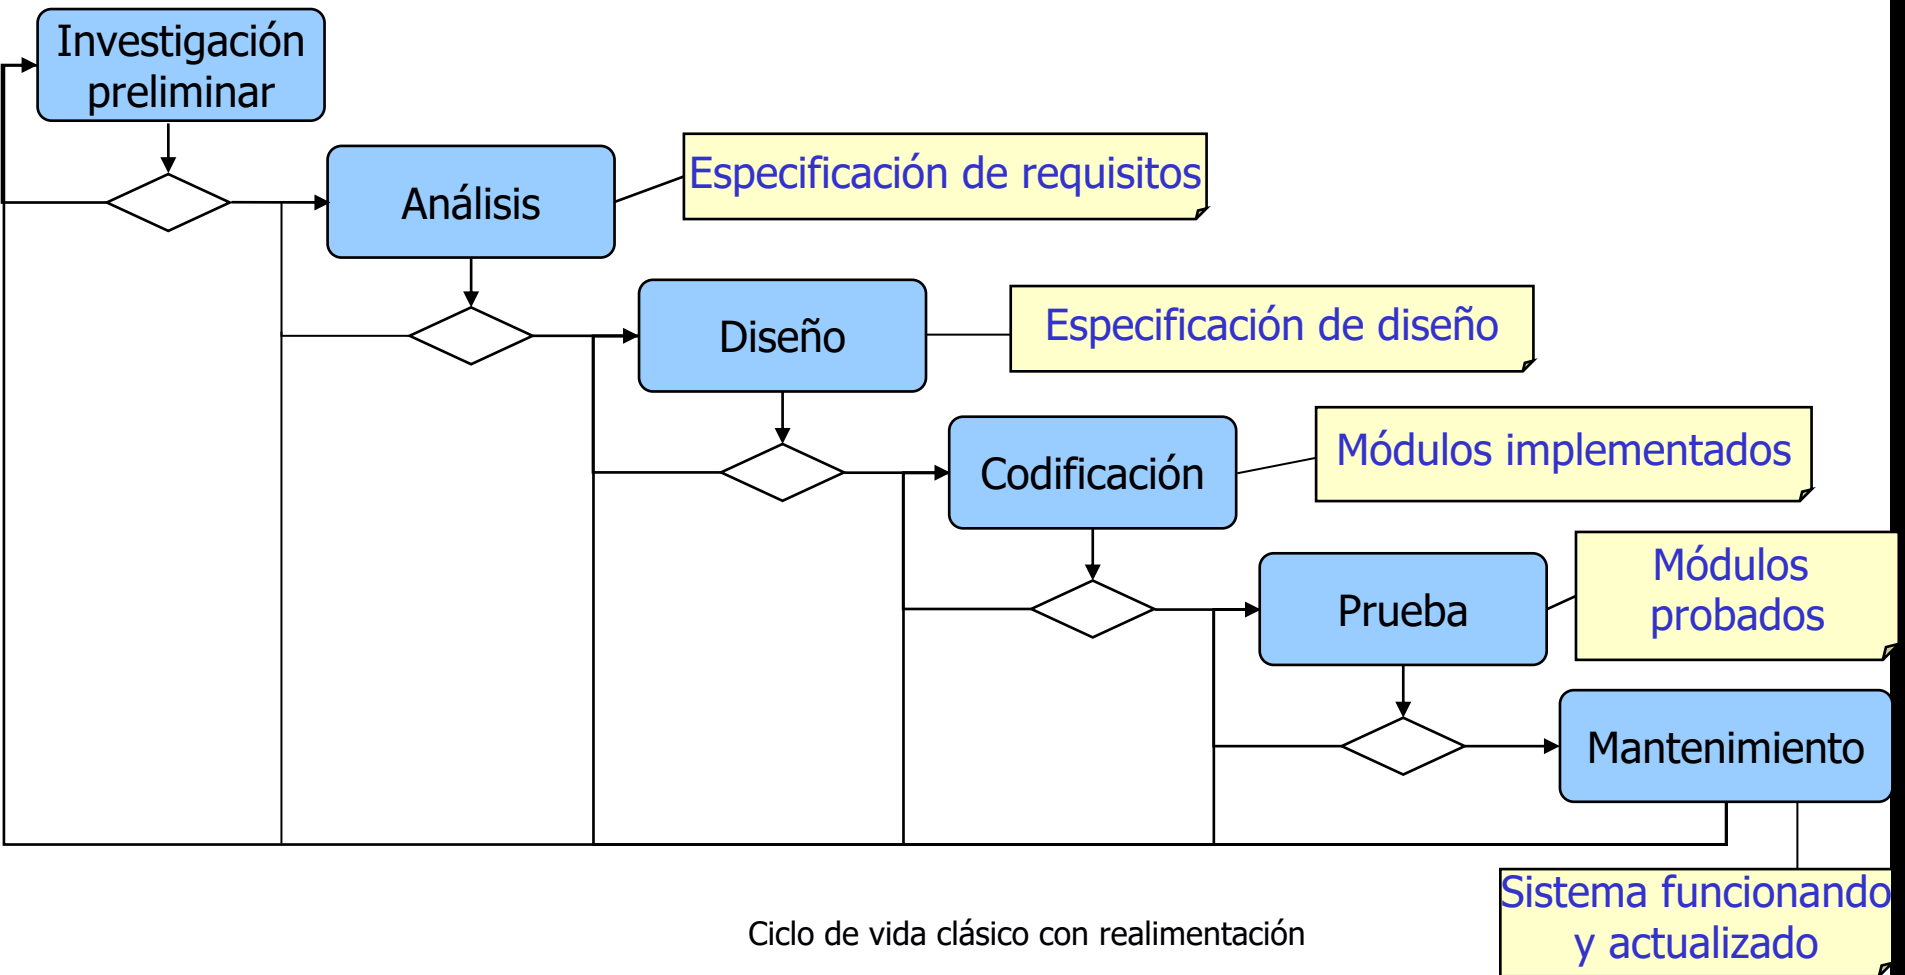 Investigación
preliminar
Análisis
Especificación de requisitos
Diseño
Especificación de diseño
Codificación
Módulos implementados
Prueba
Módulos
probados
Mantenimiento
Sistema funcionando
y actualizado
Ciclo de vida clásico con realimentación